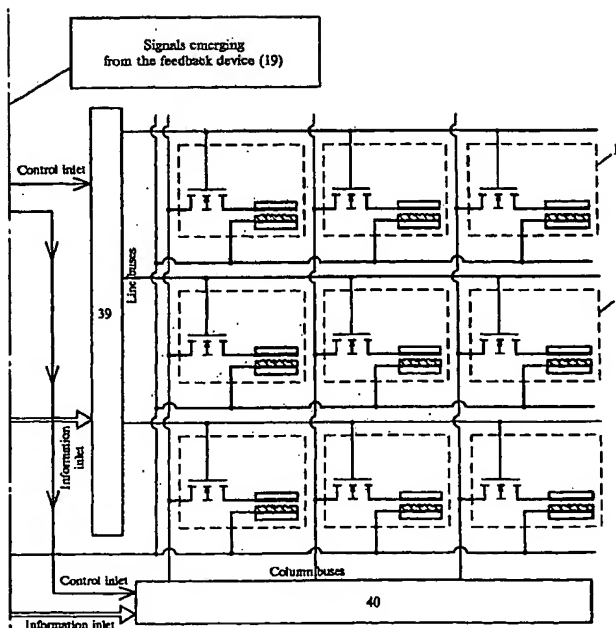 Signals emerging
from the feedback device (19)
Control inlet
39
Line buses
Information
inlet
Column buses
Control inlet
40
Information inlet